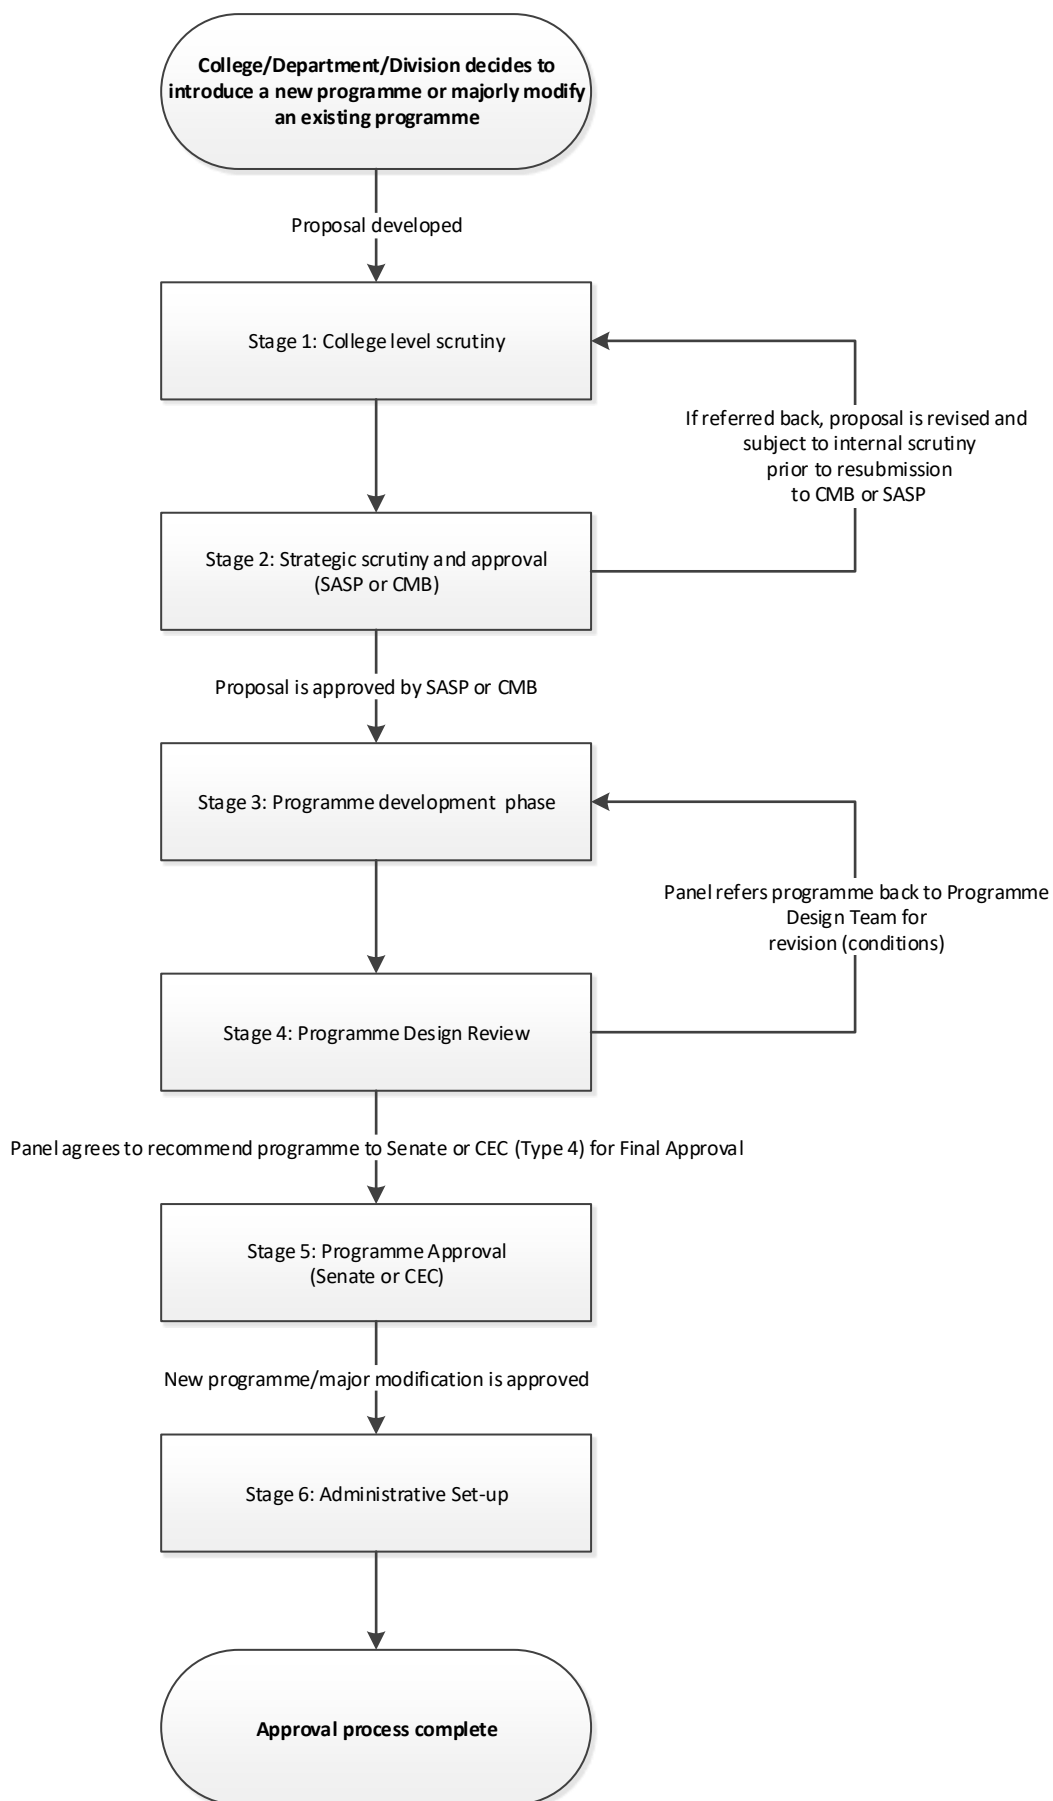 College/Department/Division decides to
introduce a new programme or majorly modify
an existing programme
Proposal developed
Stage 1: College level scrutiny
If referred back, proposal is revised and
subject to internal scrutiny
prior to resubmission
to CMB or SASP
Stage 2: Strategic scrutiny and approval
(SASP or CMB)
Proposal is approved by SASP or CMB
Stage 3: Programme development  phase
Panel refers programme back to Programme
Design Team for
revision (conditions)
Stage 4: Programme Design Review
Panel agrees to recommend programme to Senate or CEC (Type 4) for Final Approval
Stage 5: Programme Approval
(Senate or CEC)
New programme/major modification is approved
Stage 6: Administrative Set-up
Approval process complete